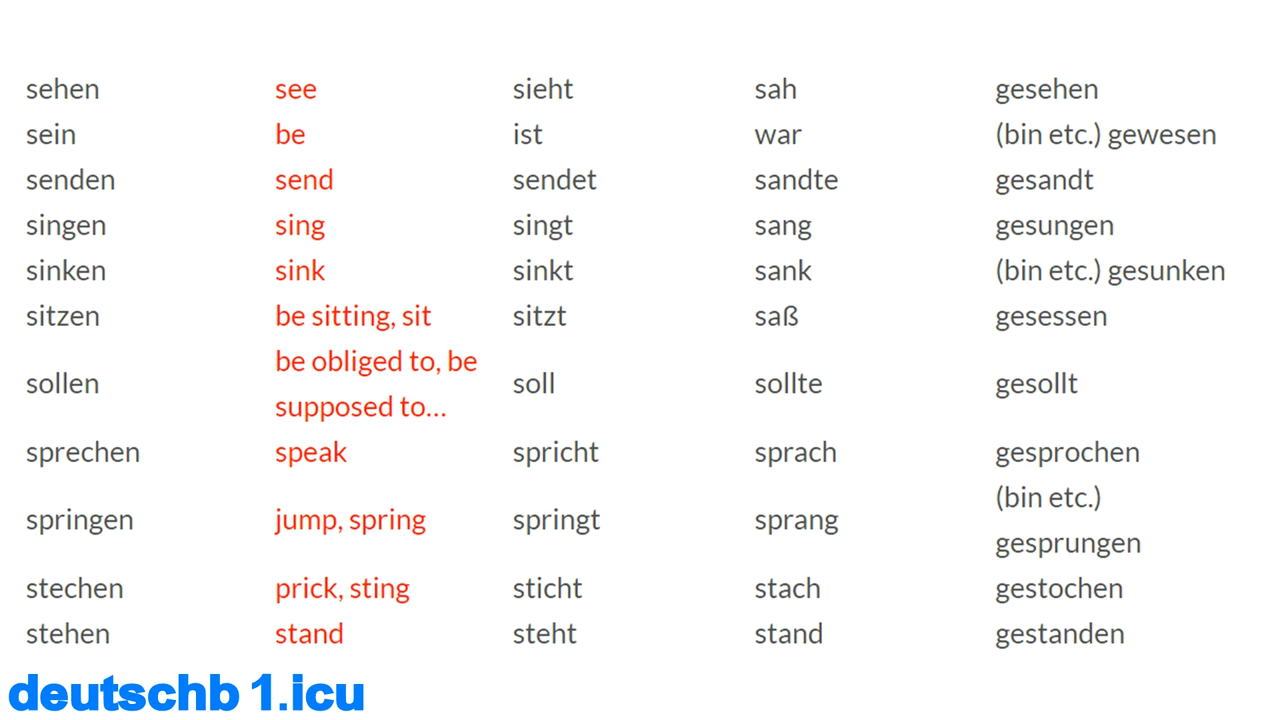 sehen see sieht sah gesehen
sein be ist war (bin etc.) gewesen
senden send sendet sandte gesandt
singen sing singt sang gesungen
sinken sink sinkt sank (bin etc.) gesunken
sitzen be sitting, sit sitzt saß gesessen
sollen be obliged to, be supposed to... soll sollte gesollt
sprechen speak spricht sprach gesprochen
springen jump, spring springt sprang (bin etc.) gesprungen
stechen prick, sting sticht stach gestochen
stehen stand steht stand gestanden
deutschb 1.icu